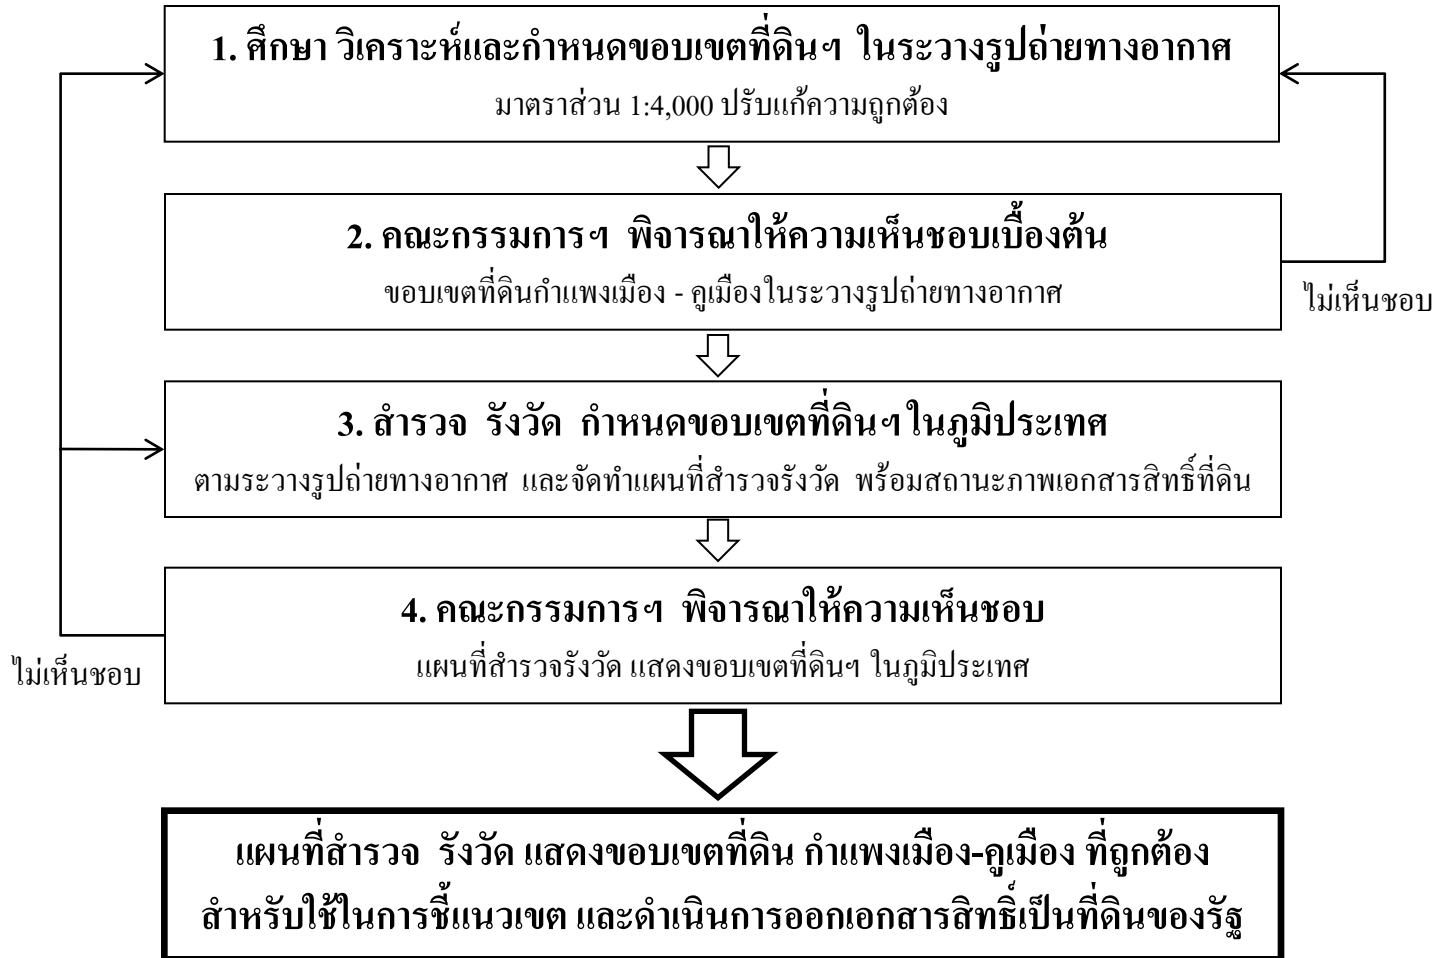 1. ศึกษา วิเคราะห์และกำหนดขอบเขตที่ดินฯ ในระวางรูปถ่ายทางอากาศ
มาตราส่วน 1:4,000 ปรับแก้ความถูกต้อง
2. คณะกรรมการฯ พิจารณาให้ความเห็นชอบเบื้องต้น
ขอบเขตที่ดินกำแพงเมือง - คูเมืองในระวางรูปถ่ายทางอากาศ
ไม่เห็นชอบ
3. สำรวจ รังวัด กำหนดขอบเขตที่ดินฯ ในภูมิประเทศ
ตามระวางรูปถ่ายทางอากาศ และจัดทำแผนที่สำรวจรังวัด พร้อมสถานะภาพเอกสารสิทธิ์ที่ดิน
4. คณะกรรมการฯ พิจารณาให้ความเห็นชอบ
แผนที่สำรวจรังวัด แสดงขอบเขตที่ดินฯ ในภูมิประเทศ
ไม่เห็นชอบ
แผนที่สำรวจ รังวัด แสดงขอบเขตที่ดิน กำแพงเมือง-คูเมือง ที่ถูกต้อง
สำหรับใช้ในการชี้แนวเขต และดำเนินการออกเอกสารสิทธิ์เป็นที่ดินของรัฐ